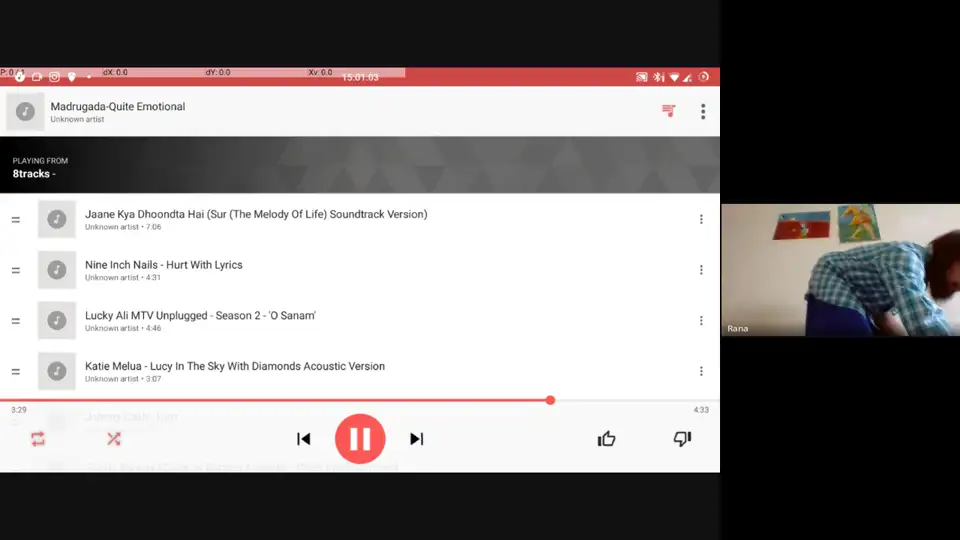 P: 0 / 1 dX: 0.0 dY: 0.0 Xv: 0.0 15:01:03
Madrugada-Quite Emotional
Unknown artist
PLAYING FROM
8tracks -
Jaane Kya Dhoondta Hai (Sur (The Melody Of Life) Soundtrack Version)
Unknown artist • 7:06
Nine Inch Nails - Hurt With Lyrics
Unknown artist • 4:31
Lucky Ali MTV Unplugged - Season 2 - 'O Sanam'
Unknown artist • 4:46
Katie Melua - Lucy In The Sky With Diamonds Acoustic Version
Unknown artist • 3:07
3:29 4:33
Rana